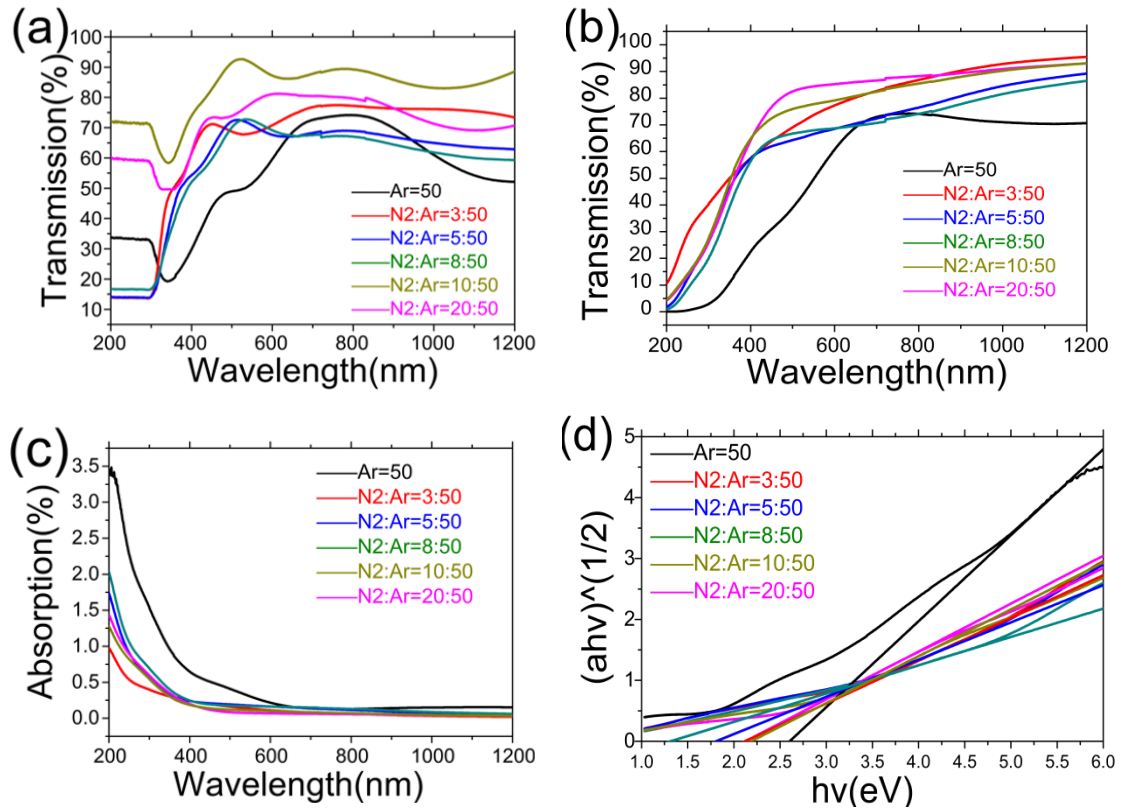 (a)
Transmission(%)
100
90
80
70
60
50
40
30
20
10
Ar=50
N2:Ar=3:50
N2:Ar=5:50
N2:Ar=8:50
N2:Ar=10:50
N2:Ar=20:50
200 400 600 800 1000 1200
Wavelength(nm)
(b)
Transmission(%)
100
90
80
70
60
50
40
30
20
10
0
Ar=50
N2:Ar=3:50
N2:Ar=5:50
N2:Ar=8:50
N2:Ar=10:50
N2:Ar=20:50
200 400 600 800 1000 1200
Wavelength(nm)
(c)
Absorption(%)
3.5
3.0
2.5
2.0
1.5
1.0
0.5
0.0
Ar=50
N2:Ar=3:50
N2:Ar=5:50
N2:Ar=8:50
N2:Ar=10:50
N2:Ar=20:50
200 400 600 800 1000 1200
Wavelength(nm)
(d)
(ahv)^(1/2)
5
4
3
2
1
0
Ar=50
N2:Ar=3:50
N2:Ar=5:50
N2:Ar=8:50
N2:Ar=10:50
N2:Ar=20:50
1.0 1.5 2.0 2.5 3.0 3.5 4.0 4.5 5.0 5.5 6.0
hv(eV)